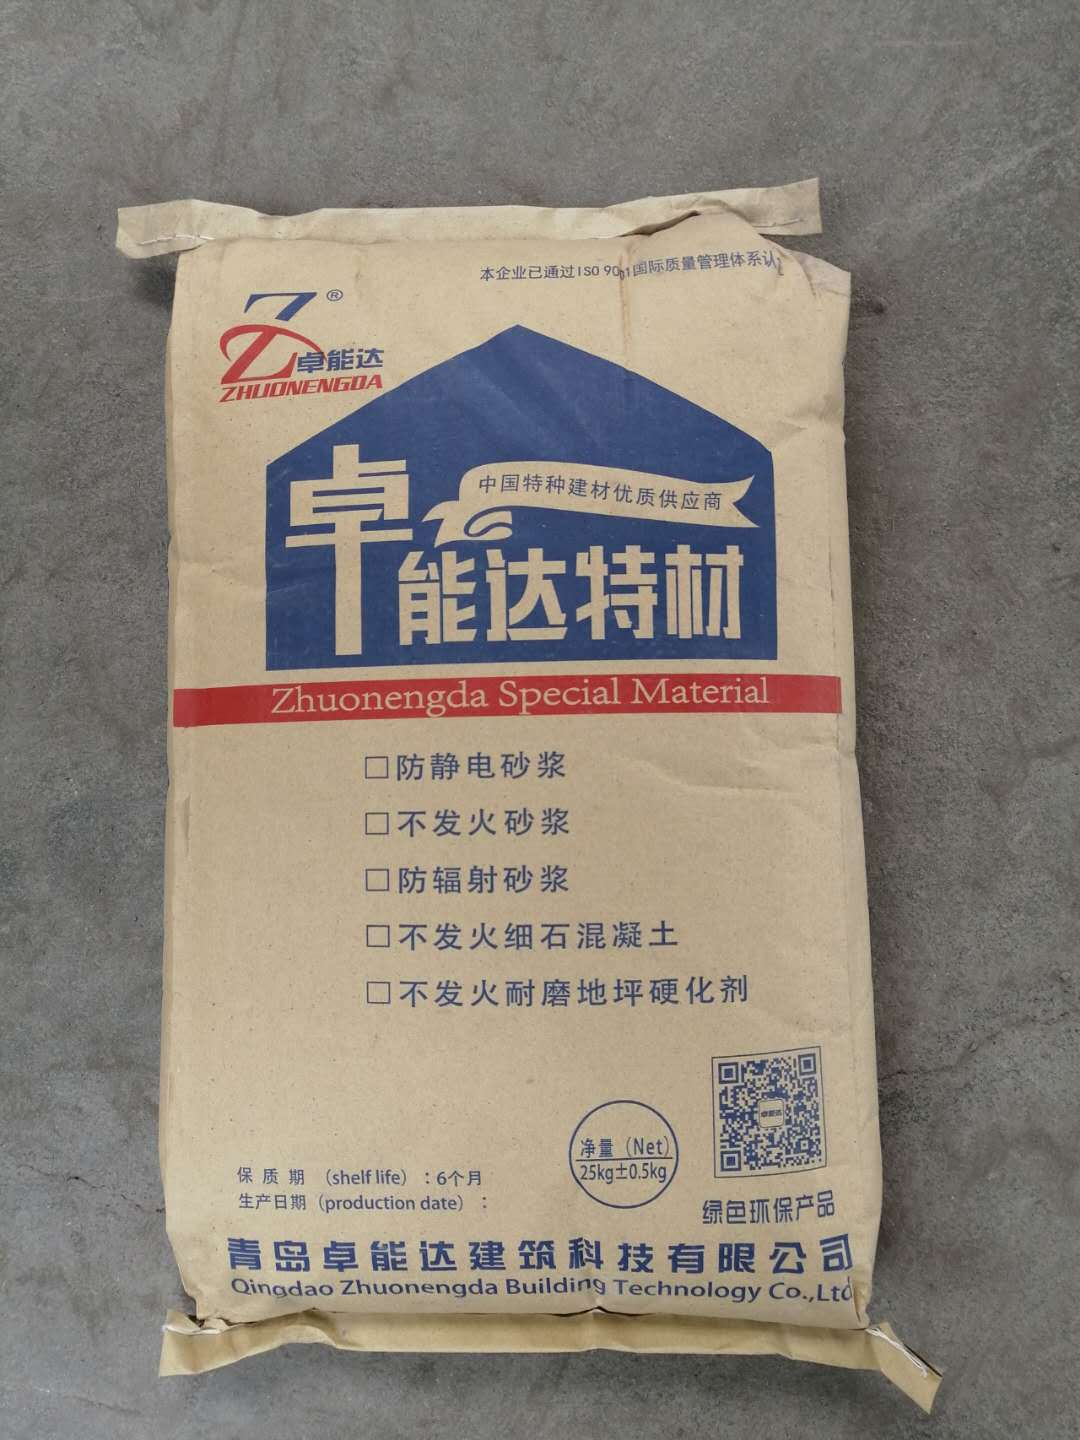 本企业已通过ISO 9001国际质量管理体系认
®
卓能达
ZHUONENGDA
中国特种建材优质供应商
卓能达特材
Zhuonengda Special Material
□防静电砂浆
□不发火砂浆
□防辐射砂浆
□不发火细石混凝土
□不发火耐磨地坪硬化剂
卓能达
净量 (Net)
25kg±0.5kg
保质期 (shelf life) :6个月
生产日期 (production date) :
绿色环保产品
青岛卓能达建筑科技有限公司
Qingdao Zhuonengda Building Technology Co.,Ltd